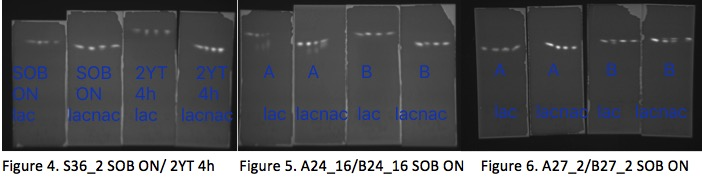 SOB SOB 2YT 2YT
ON ON 4h 4h
lac lacnac lac lacnac
A A B B
lac lacnac lac lacnac
A A B B
lac lacnac lac lacnac
Figure 4. S36_2 SOB ON/ 2YT 4h
Figure 5. A24_16/B24_16 SOB ON
Figure 6. A27_2/B27_2 SOB ON